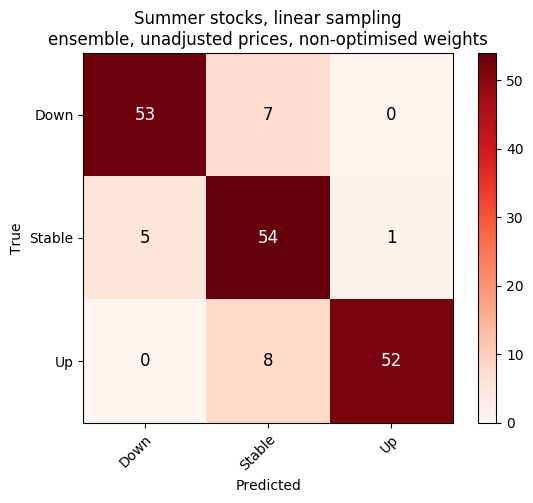 Summer stocks, linear sampling
ensemble, unadjusted prices, non-optimised weights
Down 53 7 0
Stable 5 54 1
Up 0 8 52
Down Stable Up
True
Predicted
50
40
30
20
10
0